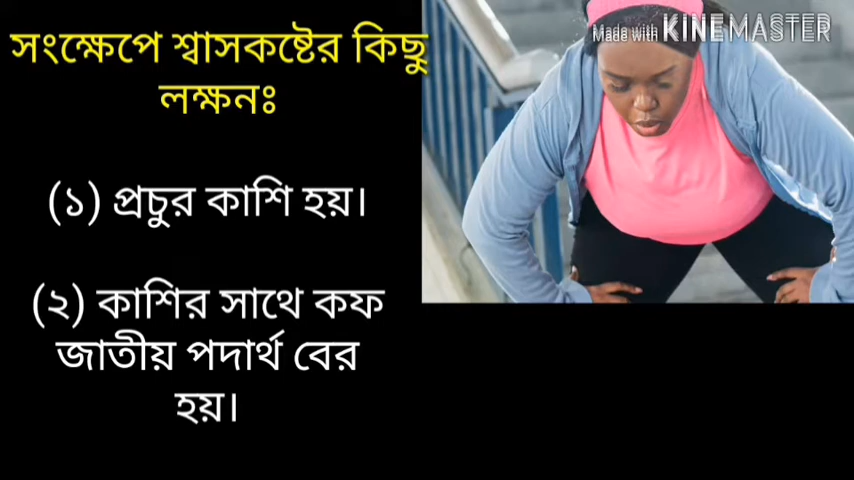 সংক্ষেপে শ্বাসকষ্টের কিছু
লক্ষনঃ
(১) প্রচুর কাশি হয়।
(২) কাশির সাথে কফ
জাতীয় পদার্থ বের
হয়।
Made with KINEMASTER